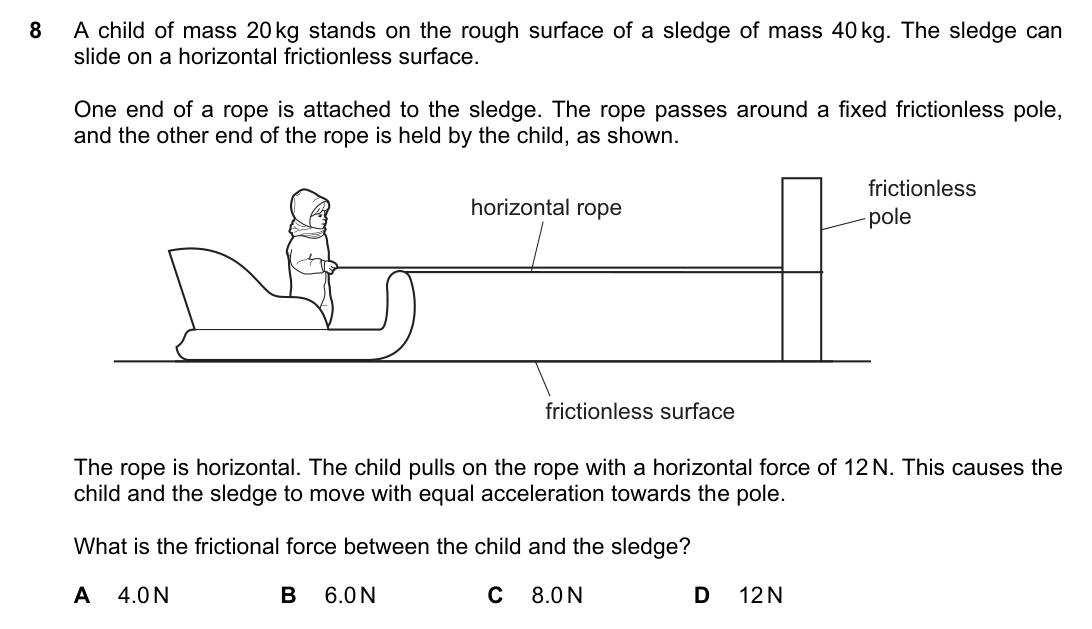 8 A child of mass 20 kg stands on the rough surface of a sledge of mass 40 kg. The sledge can
slide on a horizontal frictionless surface.
One end of a rope is attached to the sledge. The rope passes around a fixed frictionless pole,
and the other end of the rope is held by the child, as shown.
horizontal rope
frictionless
pole
frictionless surface
The rope is horizontal. The child pulls on the rope with a horizontal force of 12 N. This causes the
child and the sledge to move with equal acceleration towards the pole.
What is the frictional force between the child and the sledge?
A 4.0 N B 6.0 N C 8.0 N D 12 N